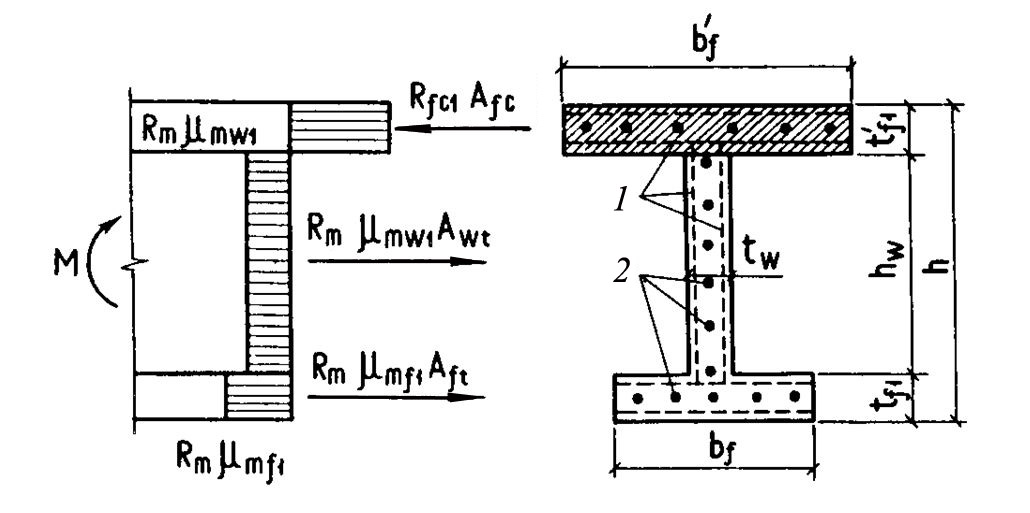 b′f
Rfc1 Afc
Rm μmw1
t′f1
1
Rm μmw1 Awt
tw
hw
h
M
2
Rm μmf1 Aft
tf1
Rm μmf1
bf